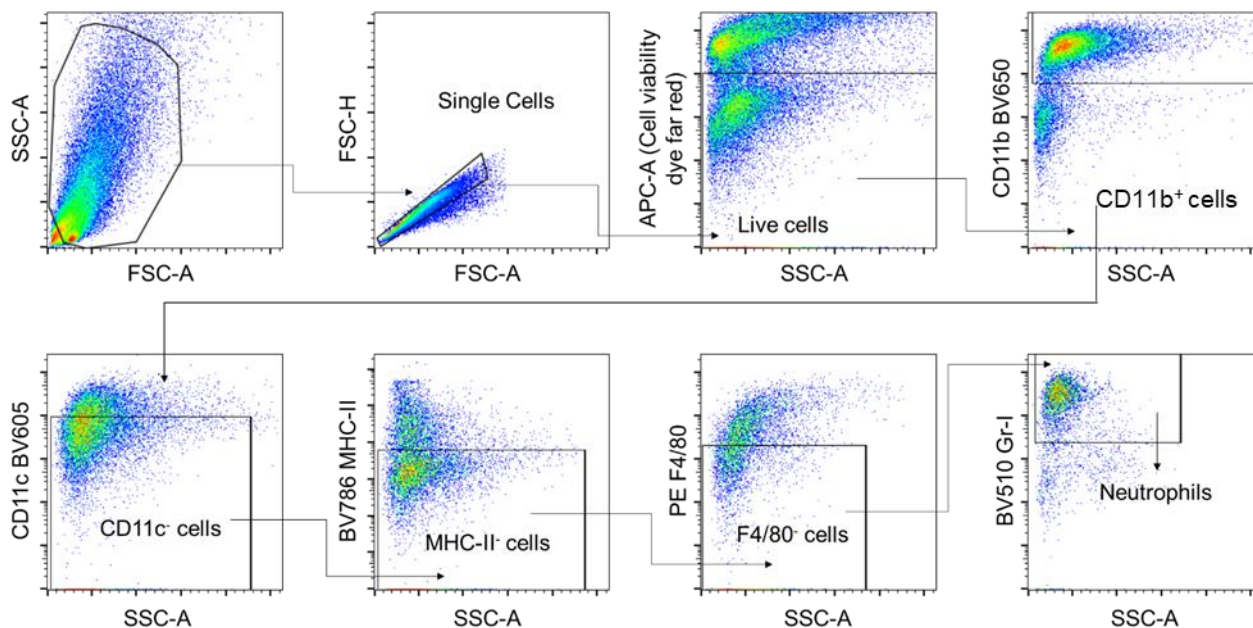 SSC-A
FSC-A
FSC-H
Single Cells
FSC-A
APC-A (Cell viability
dye far red)
Live cells
SSC-A
CD11b BV650
CD11b⁺ cells
SSC-A
CD11c BV605
CD11c⁻ cells
SSC-A
BV786 MHC-II
MHC-II⁻ cells
SSC-A
PE F4/80
F4/80⁻ cells
SSC-A
BV510 Gr-I
Neutrophils
SSC-A